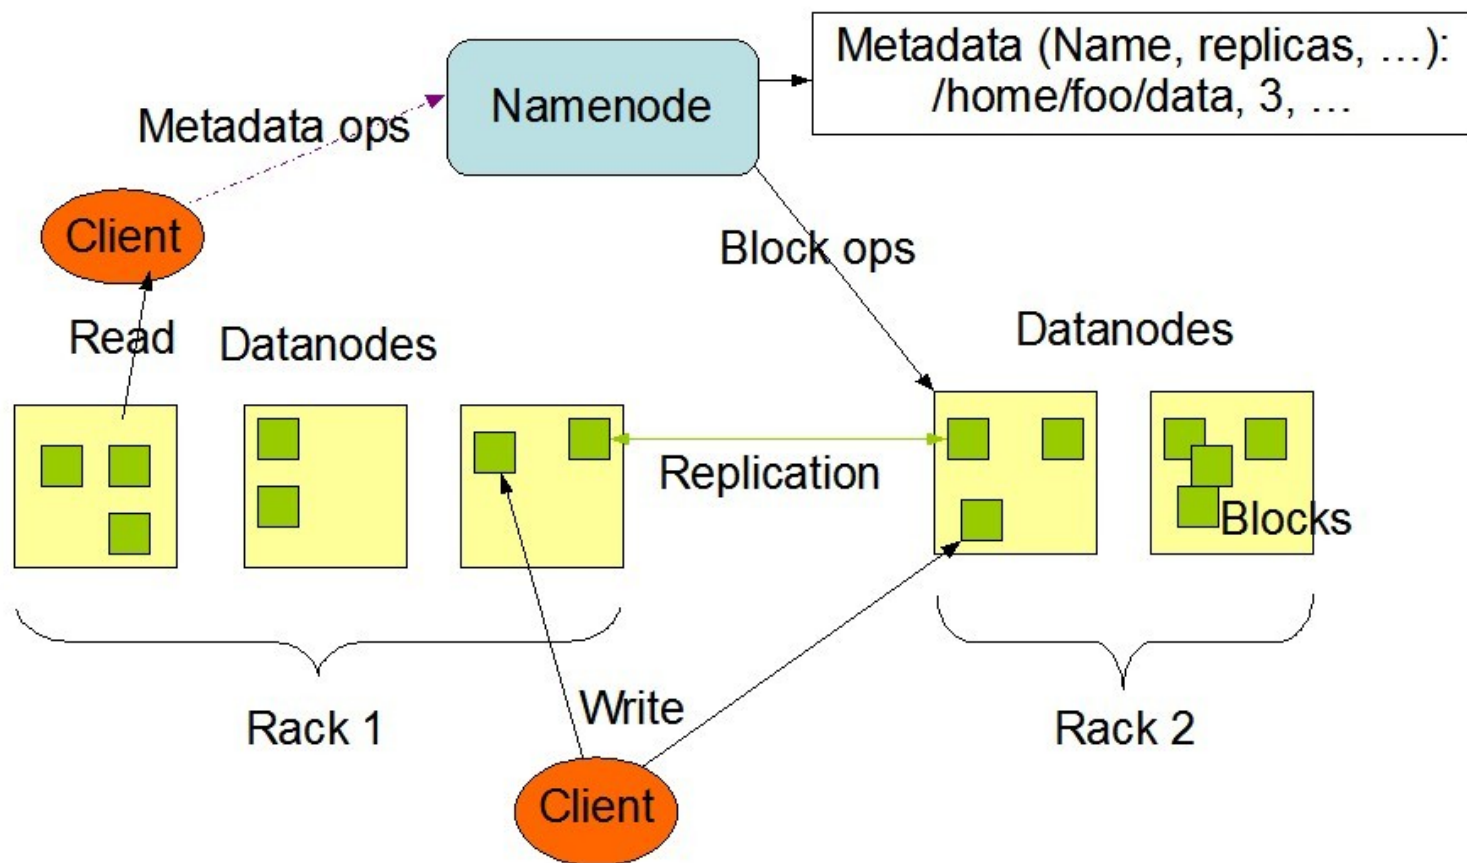 Metadata (Name, replicas, …):
/home/foo/data, 3, …
Namenode
Metadata ops
Client
Block ops
Read
Datanodes
Datanodes
Replication
Blocks
Rack 1
Write
Rack 2
Client